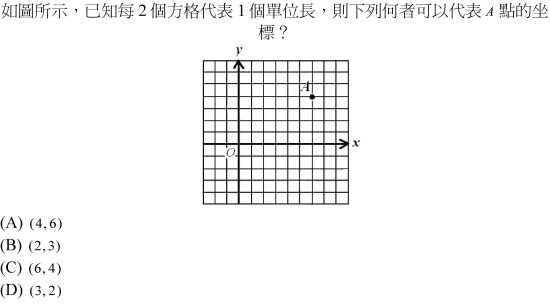 如圖所示，已知每 2 個方格代表 1 個單位長，則下列何者可以代表 A 點的坐
標？
y
A
x
O
(A) (4,6)
(B) (2,3)
(C) (6,4)
(D) (3,2)